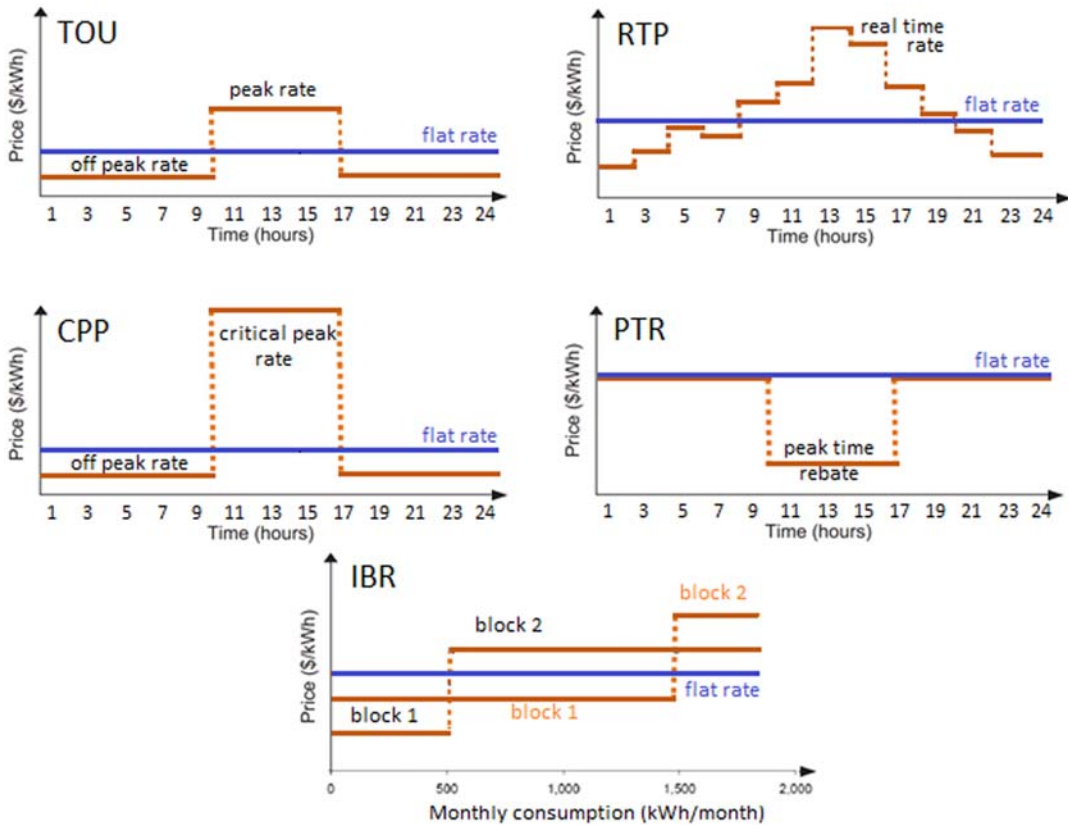 TOU
Price ($/kWh)
peak rate
flat rate
off peak rate
1 3 5 7 9 11 13 15 17 19 21 23 24
Time (hours)
RTP
Price ($/kWh)
real time
rate
flat rate
1 3 5 7 9 11 13 15 17 19 21 23 24
Time (hours)
CPP
Price ($/kWh)
critical peak
rate
flat rate
off peak rate
1 3 5 7 9 11 13 15 17 19 21 23 24
Time (hours)
PTR
Price ($/kWh)
flat rate
peak time
rebate
1 3 5 7 9 11 13 15 17 19 21 23 24
Time (hours)
IBR
Price ($/kWh)
block 2
block 2
flat rate
block 1
block 1
0 500 1,000 1,500 2,000
Monthly consumption (kWh/month)